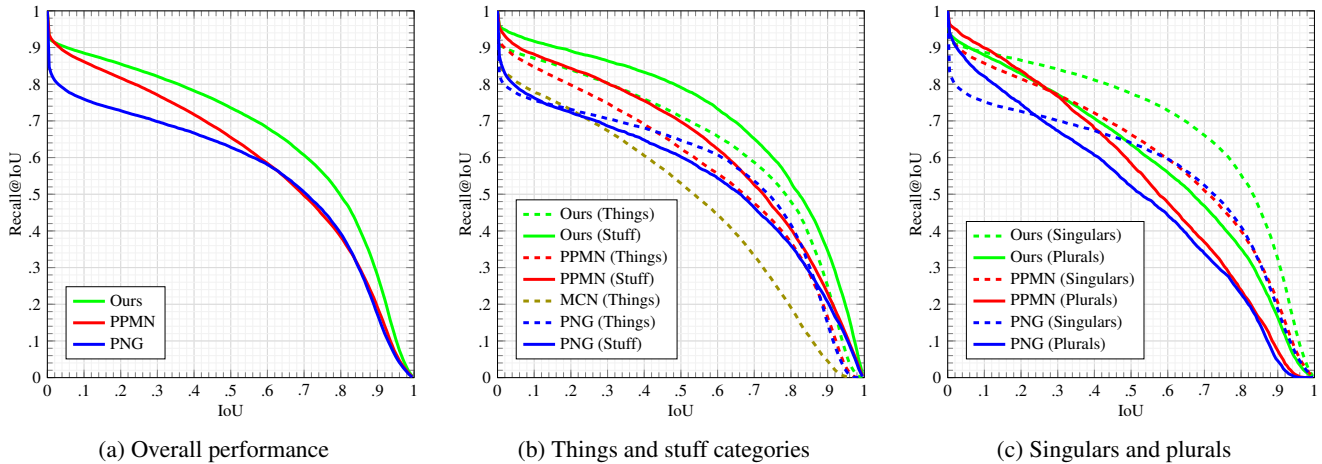 1
.9
.8
.7
.6
.5
.4
.3
.2
.1
0
Recall@IoU
Ours
PPMN
PNG
0 .1 .2 .3 .4 .5 .6 .7 .8 .9 1
IoU
(a) Overall performance
1
.9
.8
.7
.6
.5
.4
.3
.2
.1
0
Recall@IoU
Ours (Things)
Ours (Stuff)
PPMN (Things)
PPMN (Stuff)
MCN (Things)
PNG (Things)
PNG (Stuff)
0 .1 .2 .3 .4 .5 .6 .7 .8 .9 1
IoU
(b) Things and stuff categories
1
.9
.8
.7
.6
.5
.4
.3
.2
.1
0
Recall@IoU
Ours (Singulars)
Ours (Plurals)
PPMN (Singulars)
PPMN (Plurals)
PNG (Singulars)
PNG (Plurals)
0 .1 .2 .3 .4 .5 .6 .7 .8 .9 1
IoU
(c) Singulars and plurals